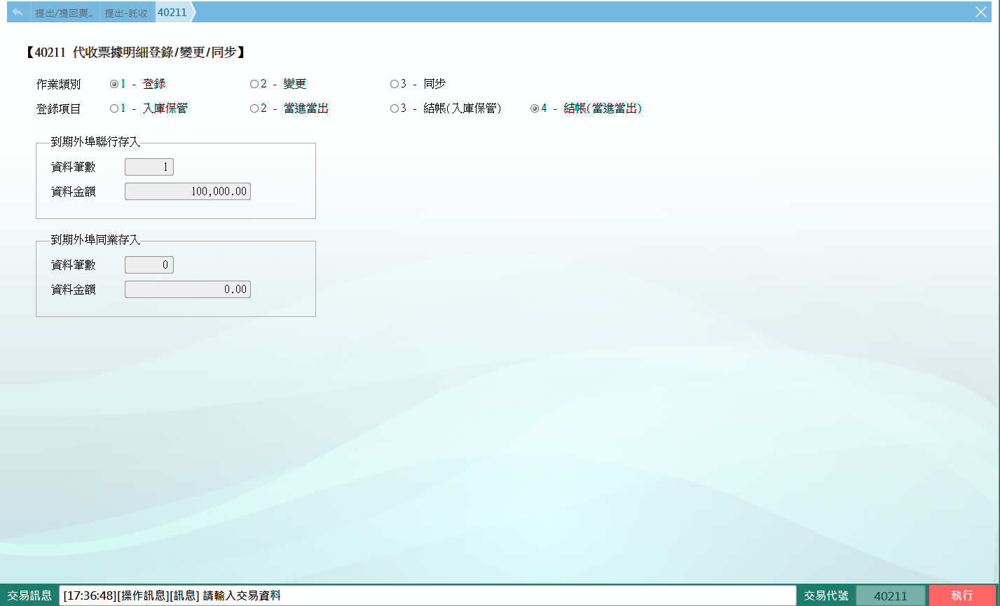 提出/提回票.. 提出-託收 40211
【40211 代收票據明細登錄/變更/同步】
作業類別 1 - 登錄 2 - 變更 3 - 同步
登錄項目 1 - 入庫保管 2 - 當進當出 3 - 結帳(入庫保管) 4 - 結帳(當進當出)
到期外埠聯行存入
資料筆數 1
資料金額 100,000.00
到期外埠同業存入
資料筆數 0
資料金額 0.00
交易訊息 [17:36:48][操作訊息][訊息] 請輸入交易資料 交易代號 40211 執行